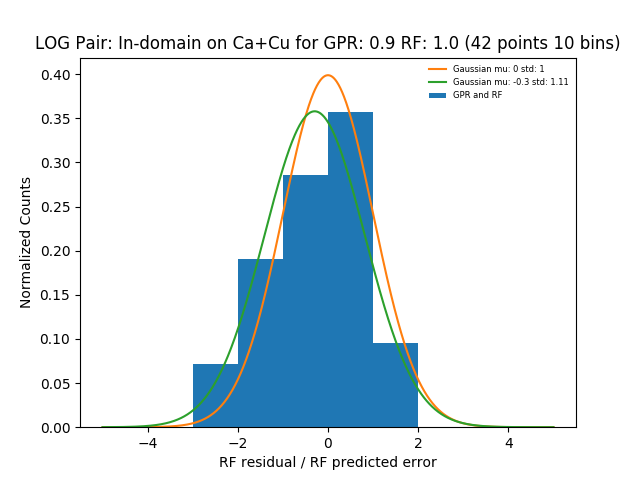 LOG Pair: In-domain on Ca+Cu for GPR: 0.9 RF: 1.0 (42 points 10 bins)
Gaussian mu: 0 std: 1
Gaussian mu: -0.3 std: 1.11
GPR and RF
Normalized Counts
0.40
0.35
0.30
0.25
0.20
0.15
0.10
0.05
0.00
−4 −2 0 2 4
RF residual / RF predicted error